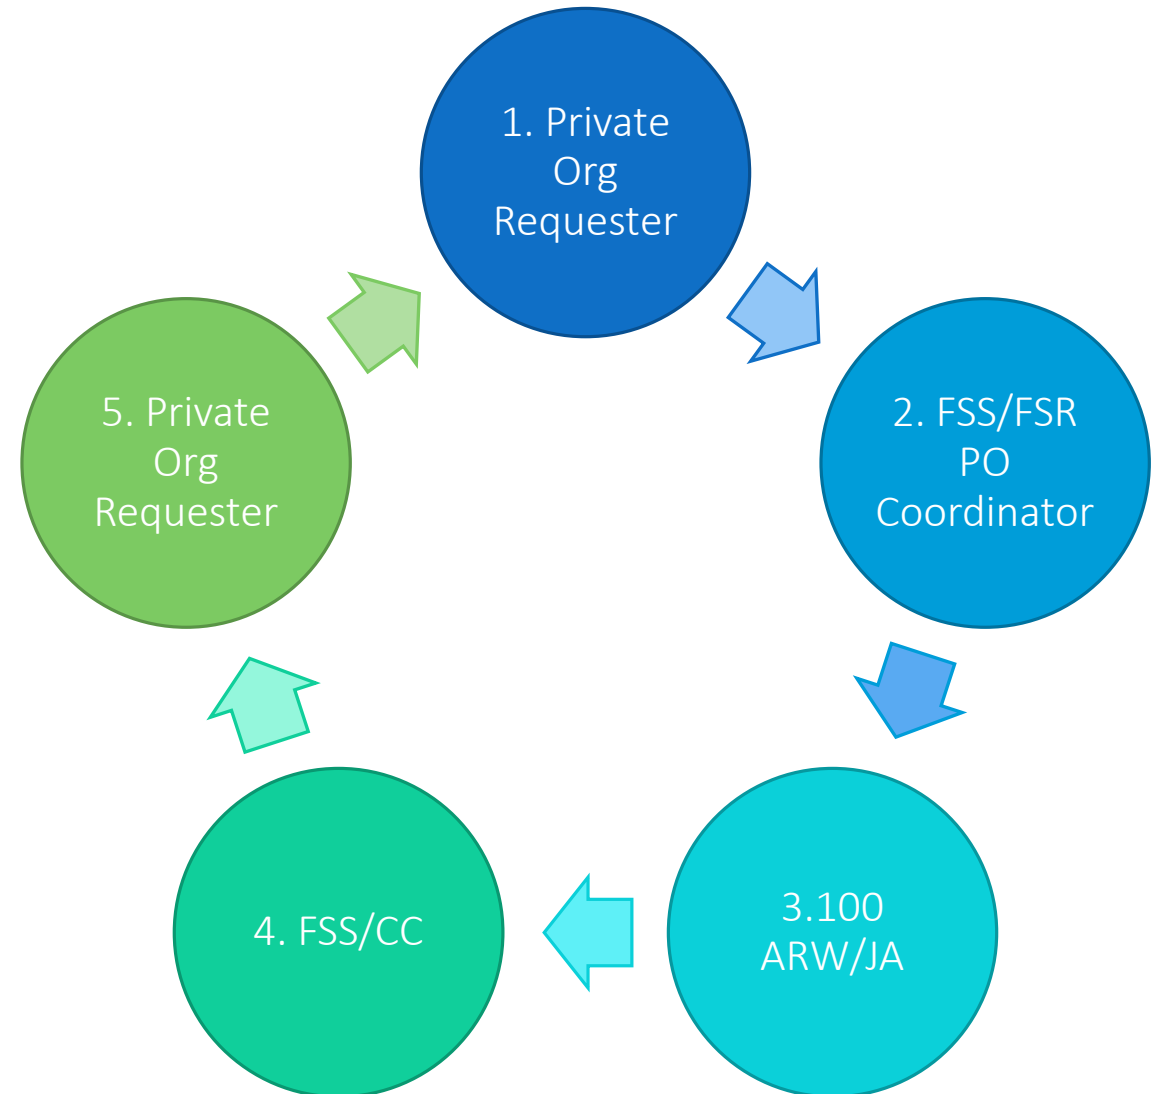 1. Private
Org
Requester
2. FSS/FSR
PO
Coordinator
3.100
ARW/JA
4. FSS/CC
5. Private
Org
Requester